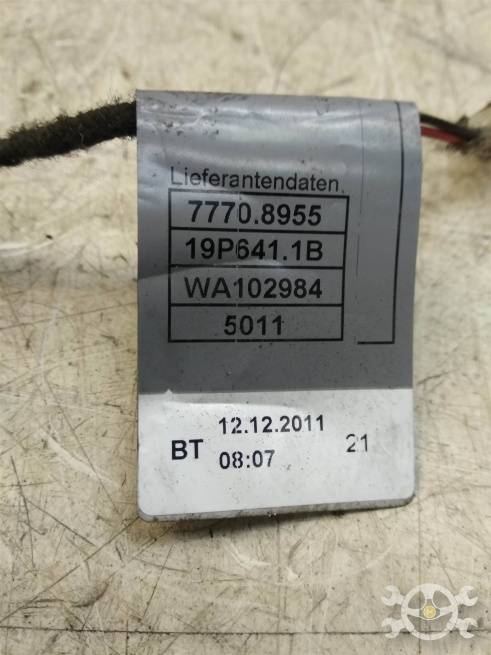 Lieferantendaten
7770.8955
19P641.1B
WA102984
5011
12.12.2011
BT 08:07 21